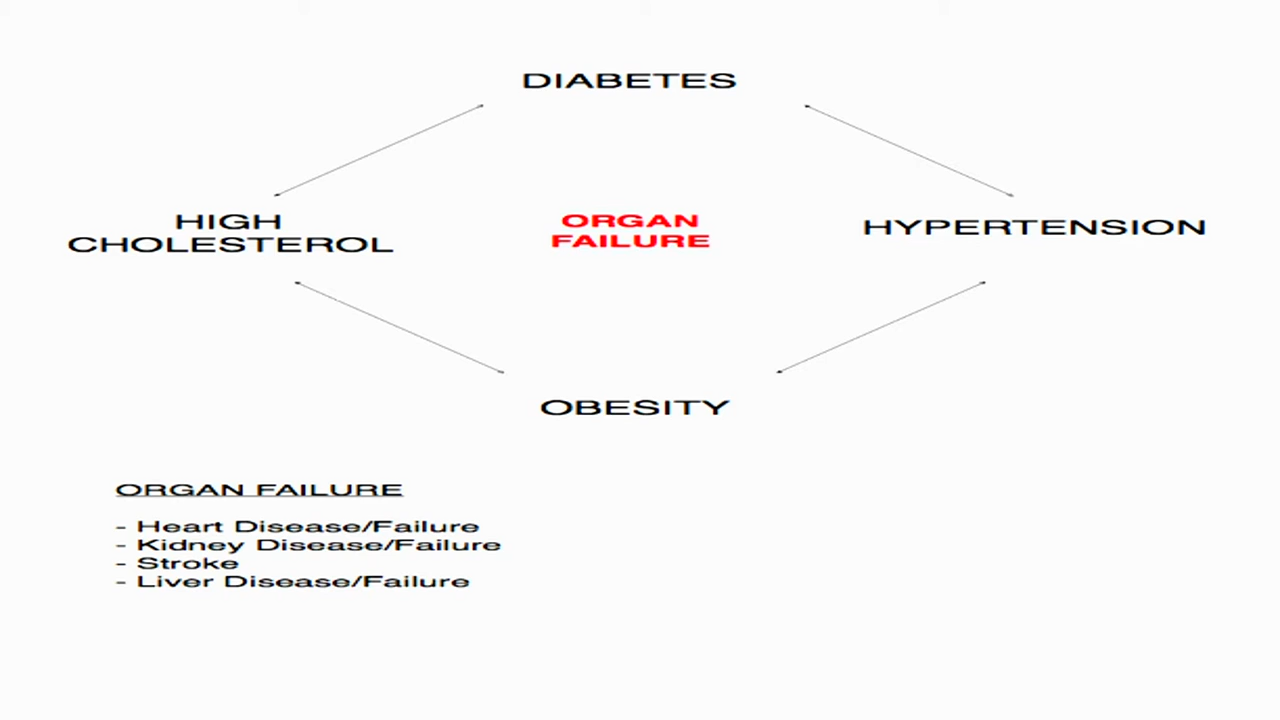 DIABETES
HIGH
CHOLESTEROL
ORGAN
FAILURE
HYPERTENSION
OBESITY
ORGAN FAILURE
- Heart Disease/Failure
- Kidney Disease/Failure
- Stroke
- Liver Disease/Failure